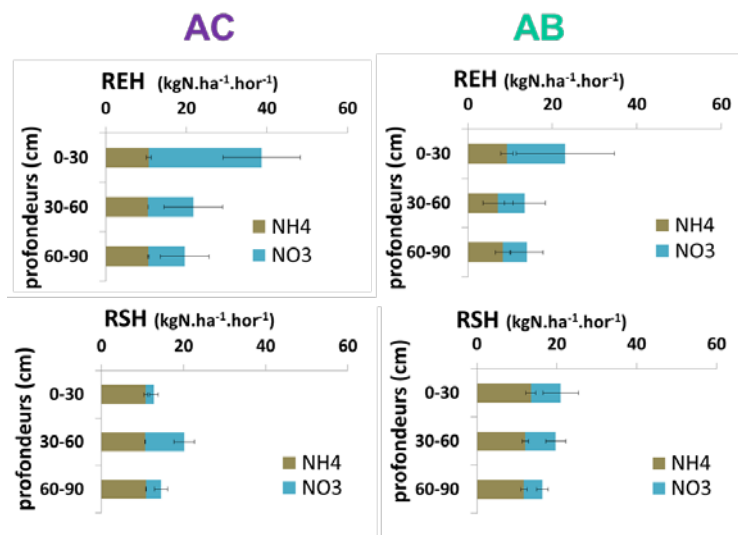 AC
AB
REH (kgN.ha⁻¹.hor⁻¹)
0 20 40 60
profondeurs (cm)
0-30
30-60
60-90
NH4
NO3
REH (kgN.ha⁻¹.hor⁻¹)
0 20 40 60
profondeurs (cm)
0-30
30-60
60-90
NH4
NO3
RSH (kgN.ha⁻¹.hor⁻¹)
0 20 40 60
profondeurs (cm)
0-30
30-60
60-90
NH4
NO3
RSH (kgN.ha⁻¹.hor⁻¹)
0 20 40 60
profondeurs (cm)
0-30
30-60
60-90
NH4
NO3